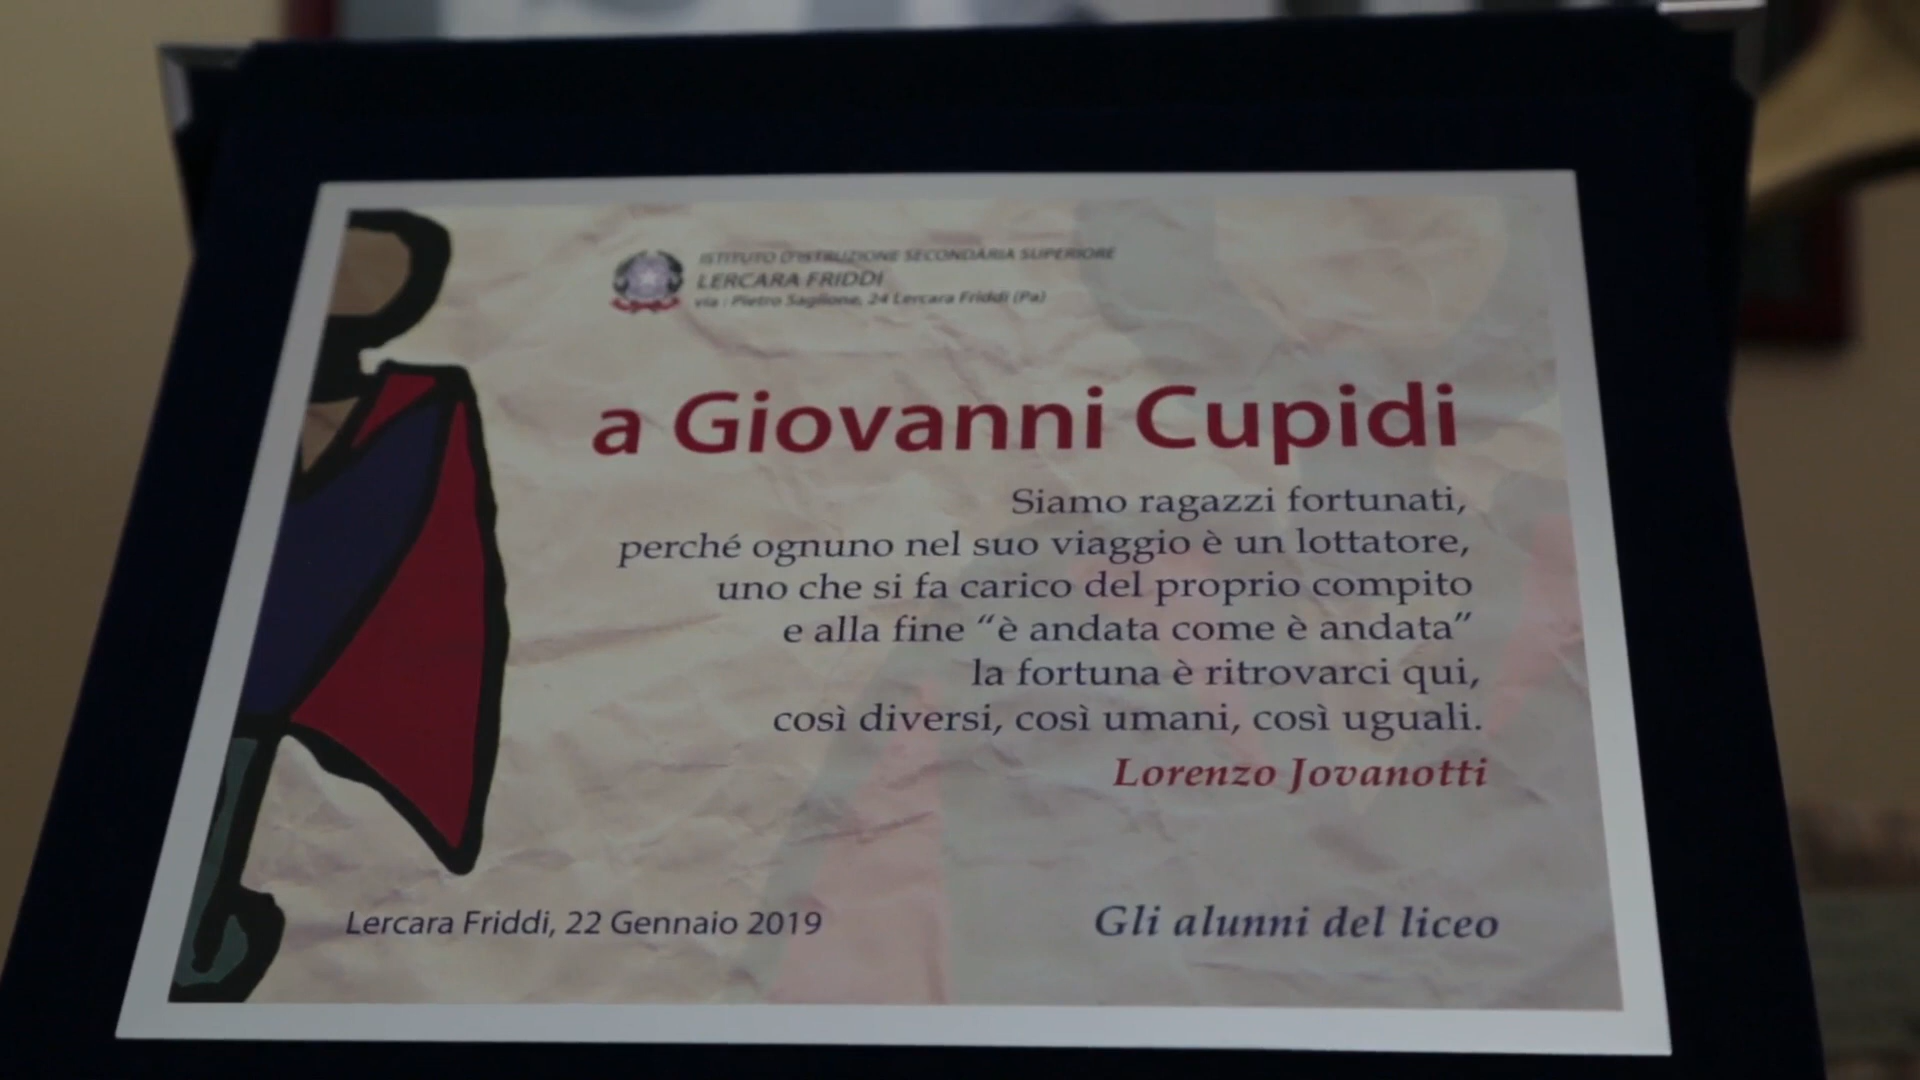 ISTITUTO D'ISTRUZIONE SECONDARIA SUPERIORE
LERCARA FRIDDI
via : Pietro Saglione, 24 Lercara Friddi (Pa)
a Giovanni Cupidi
Siamo ragazzi fortunati,
perché ognuno nel suo viaggio è un lottatore,
uno che si fa carico del proprio compito
e alla fine “è andata come è andata”
la fortuna è ritrovarci qui,
così diversi, così umani, così uguali.
Lorenzo Jovanotti
Lercara Friddi, 22 Gennaio 2019
Gli alunni del liceo